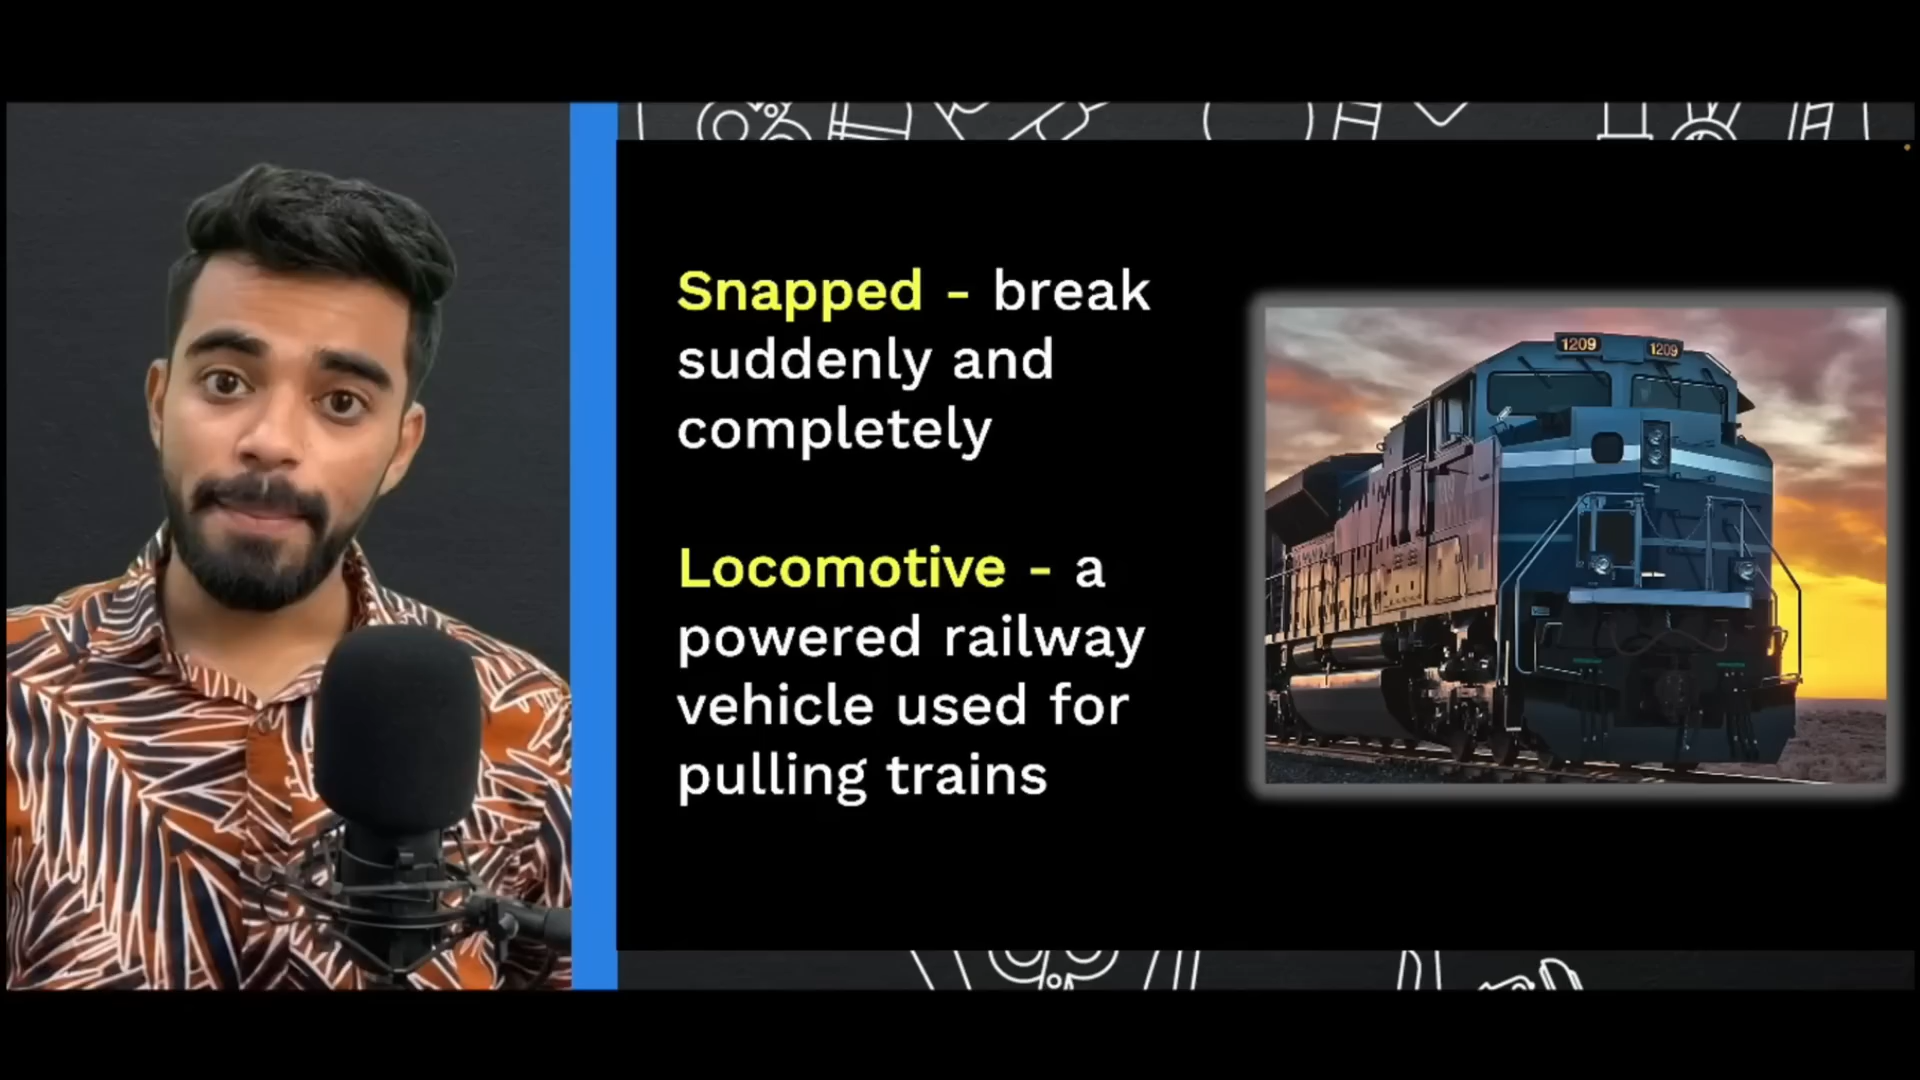 Snapped - break
suddenly and
completely
Locomotive - a
powered railway
vehicle used for
pulling trains
1209
1209